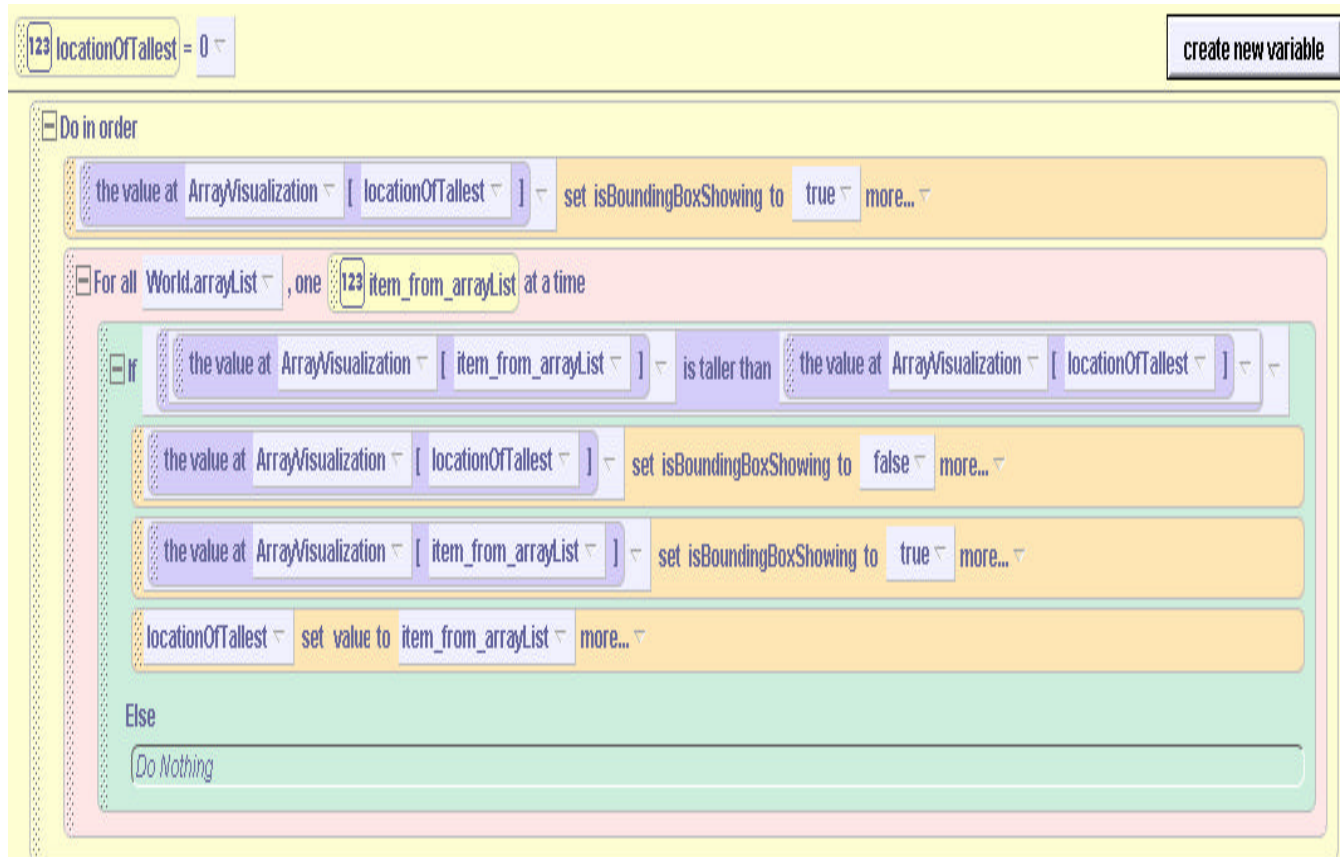 123 locationOfTallest = 0 create new variable
Do in order
the value at ArrayVisualization [ locationOfTallest ] set isBoundingBoxShowing to true more...
For all World.arrayList , one 123 item_from_arrayList at a time
If the value at ArrayVisualization [ item_from_arrayList ] is taller than the value at ArrayVisualization [ locationOfTallest ]
the value at ArrayVisualization [ locationOfTallest ] set isBoundingBoxShowing to false more...
the value at ArrayVisualization [ item_from_arrayList ] set isBoundingBoxShowing to true more...
locationOfTallest set value to item_from_arrayList more...
Else
Do Nothing